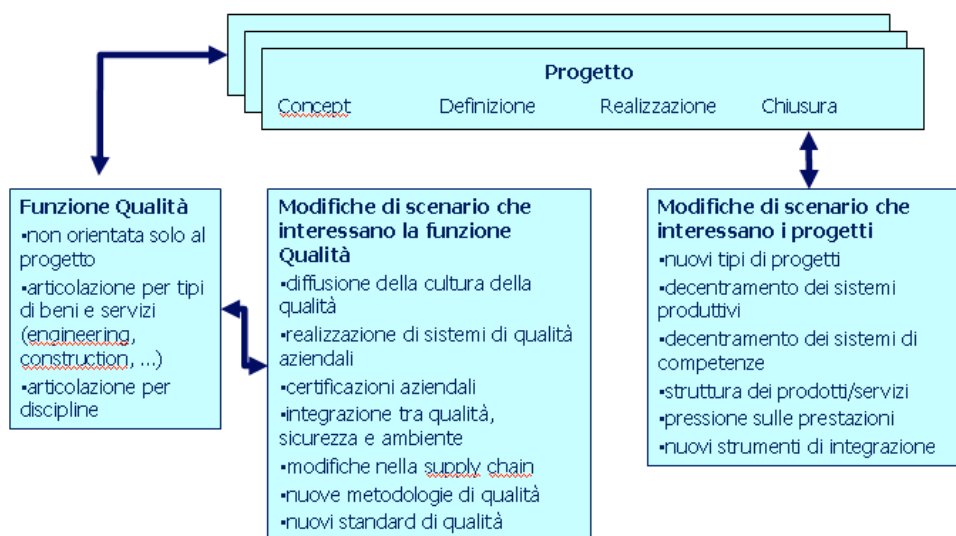 Progetto
Concept Definizione Realizzazione Chiusura
Funzione Qualità
▪non orientata solo al
progetto
▪articolazione per tipi
di beni e servizi
(engineering,
construction, ...)
▪articolazione per
discipline
Modifiche di scenario che
interessano la funzione
Qualità
▪diffusione della cultura della
qualità
▪realizzazione di sistemi di qualità
aziendali
▪certificazioni aziendali
▪integrazione tra qualità,
sicurezza e ambiente
▪modifiche nella supply chain
▪nuove metodologie di qualità
▪nuovi standard di qualità
Modifiche di scenario che
interessano i progetti
▪nuovi tipi di progetti
▪decentramento dei sistemi
produttivi
▪decentramento dei sistemi di
competenze
▪struttura dei prodotti/servizi
▪pressione sulle prestazioni
▪nuovi strumenti di integrazione